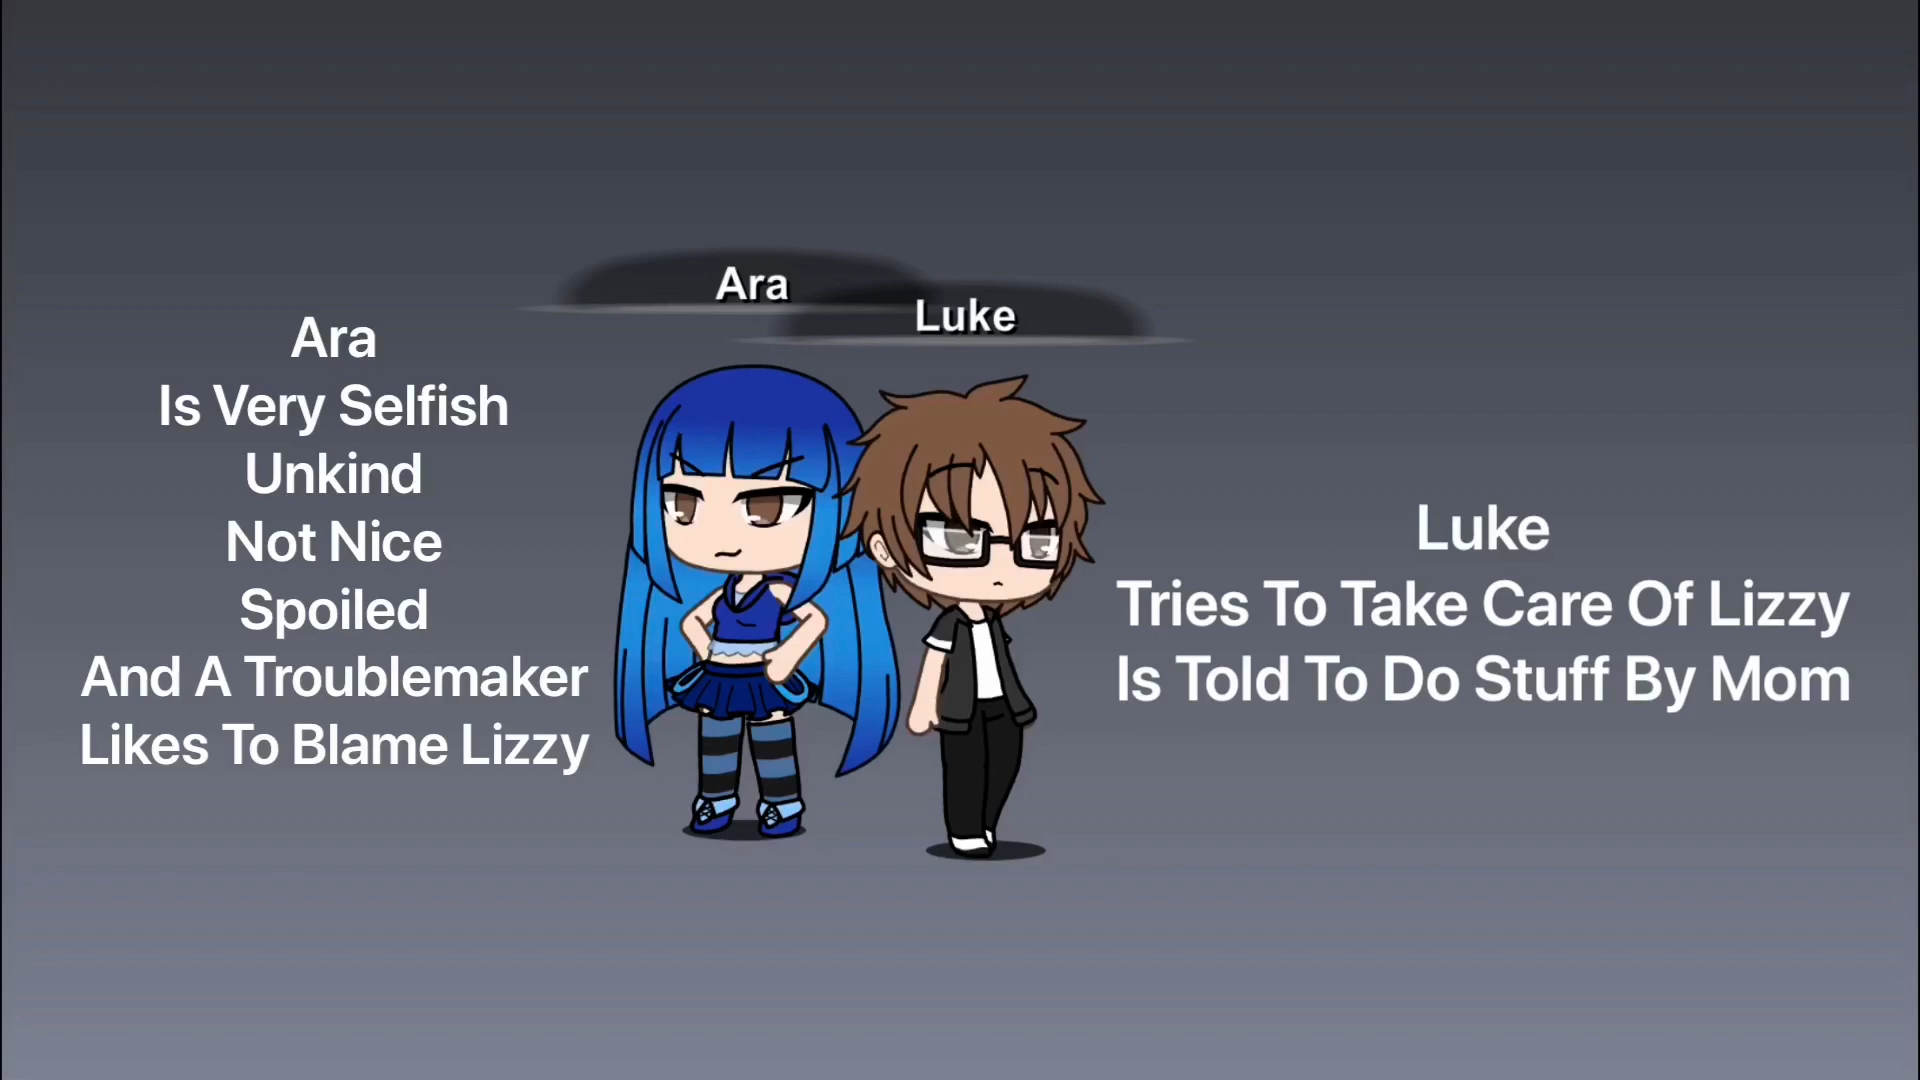 Ara
Luke
Ara
Is Very Selfish
Unkind
Not Nice
Spoiled
And A Troublemaker
Likes To Blame Lizzy
Luke
Tries To Take Care Of Lizzy
Is Told To Do Stuff By Mom